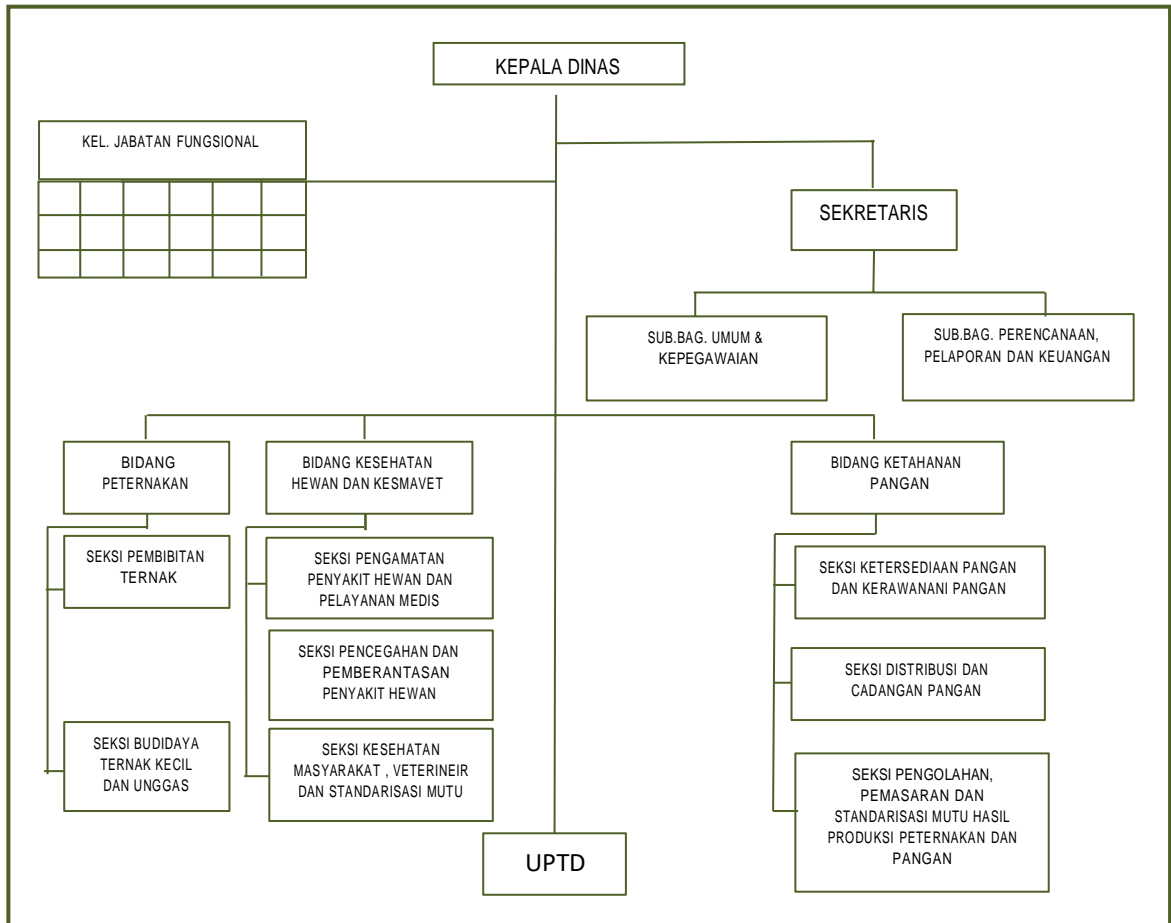 KEPALA DINAS
KEL. JABATAN FUNGSIONAL
SEKRETARIS
SUB.BAG. UMUM &
KEPEGAWAIAN
SUB.BAG. PERENCANAAN,
PELAPORAN DAN KEUANGAN
BIDANG
PETERNAKAN
BIDANG KESEHATAN
HEWAN DAN KESMAVET
BIDANG KETAHANAN
PANGAN
SEKSI PEMBIBITAN
TERNAK
SEKSI BUDIDAYA
TERNAK KECIL
DAN UNGGAS
SEKSI PENGAMATAN
PENYAKIT HEWAN DAN
PELAYANAN MEDIS
SEKSI PENCEGAHAN DAN
PEMBERANTASAN
PENYAKIT HEWAN
SEKSI KESEHATAN
MASYARAKAT , VETERINEIR
DAN STANDARISASI MUTU
SEKSI KETERSEDIAAN PANGAN
DAN KERAWANANI PANGAN
SEKSI DISTRIBUSI DAN
CADANGAN PANGAN
SEKSI PENGOLAHAN,
PEMASARAN DAN
STANDARISASI MUTU HASIL
PRODUKSI PETERNAKAN DAN
PANGAN
UPTD